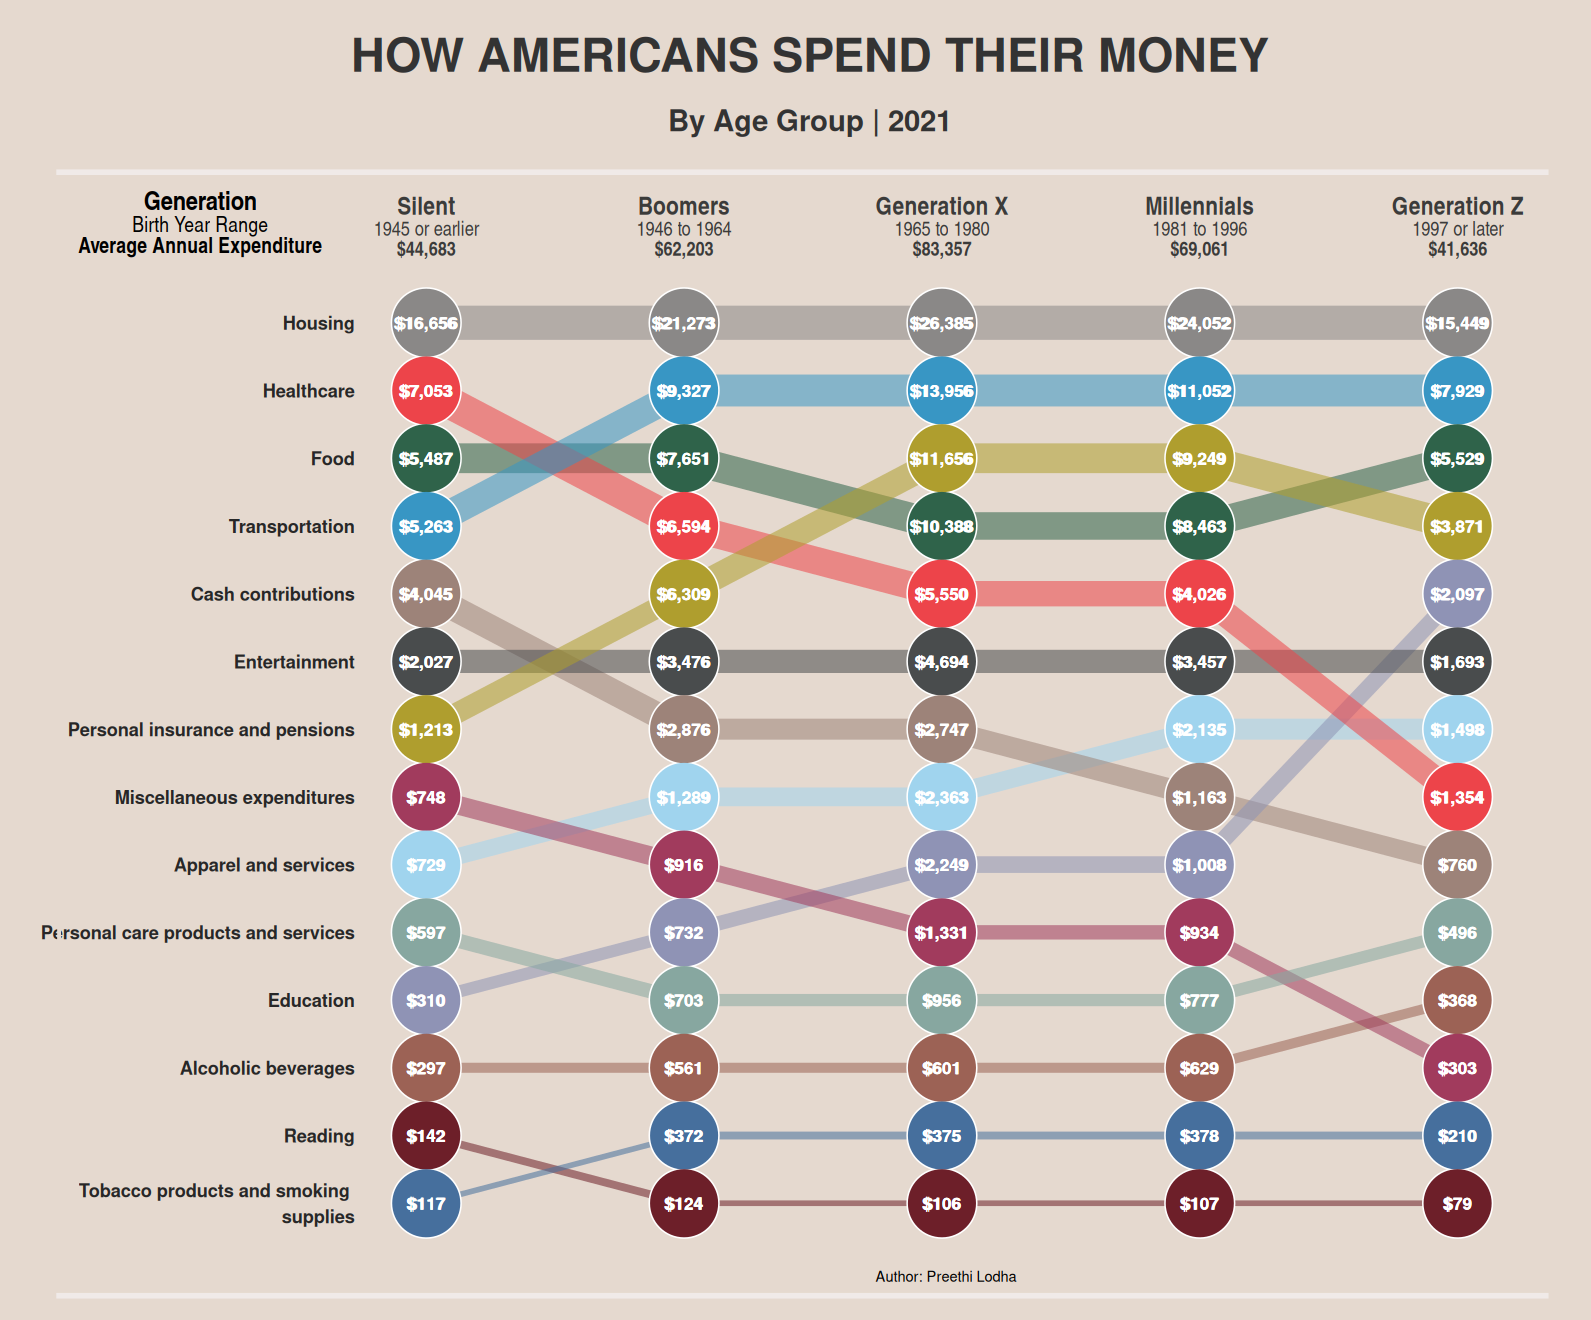 HOW AMERICANS SPEND THEIR MONEY
By Age Group | 2021
Generation
Birth Year Range
Average Annual Expenditure
Silent
1945 or earlier
$44,683
Boomers
1946 to 1964
$62,203
Generation X
1965 to 1980
$83,357
Millennials
1981 to 1996
$69,061
Generation Z
1997 or later
$41,636
Housing $16,656 $21,273 $26,385 $24,052 $15,449
Healthcare $7,053 $9,327 $13,956 $11,052 $7,929
Food $5,487 $7,651 $11,656 $9,249 $5,529
Transportation $5,263 $6,594 $10,388 $8,463 $3,871
Cash contributions $4,045 $6,309 $5,550 $4,026 $2,097
Entertainment $2,027 $3,476 $4,694 $3,457 $1,693
Personal insurance and pensions $1,213 $2,876 $2,747 $2,135 $1,498
Miscellaneous expenditures $748 $1,289 $2,363 $1,163 $1,354
Apparel and services $729 $916 $2,249 $1,008 $760
Personal care products and services $597 $732 $1,331 $934 $496
Education $310 $703 $956 $777 $368
Alcoholic beverages $297 $561 $601 $629 $303
Reading $142 $372 $375 $378 $210
Tobacco products and smoking
supplies $117 $124 $106 $107 $79
Author: Preethi Lodha